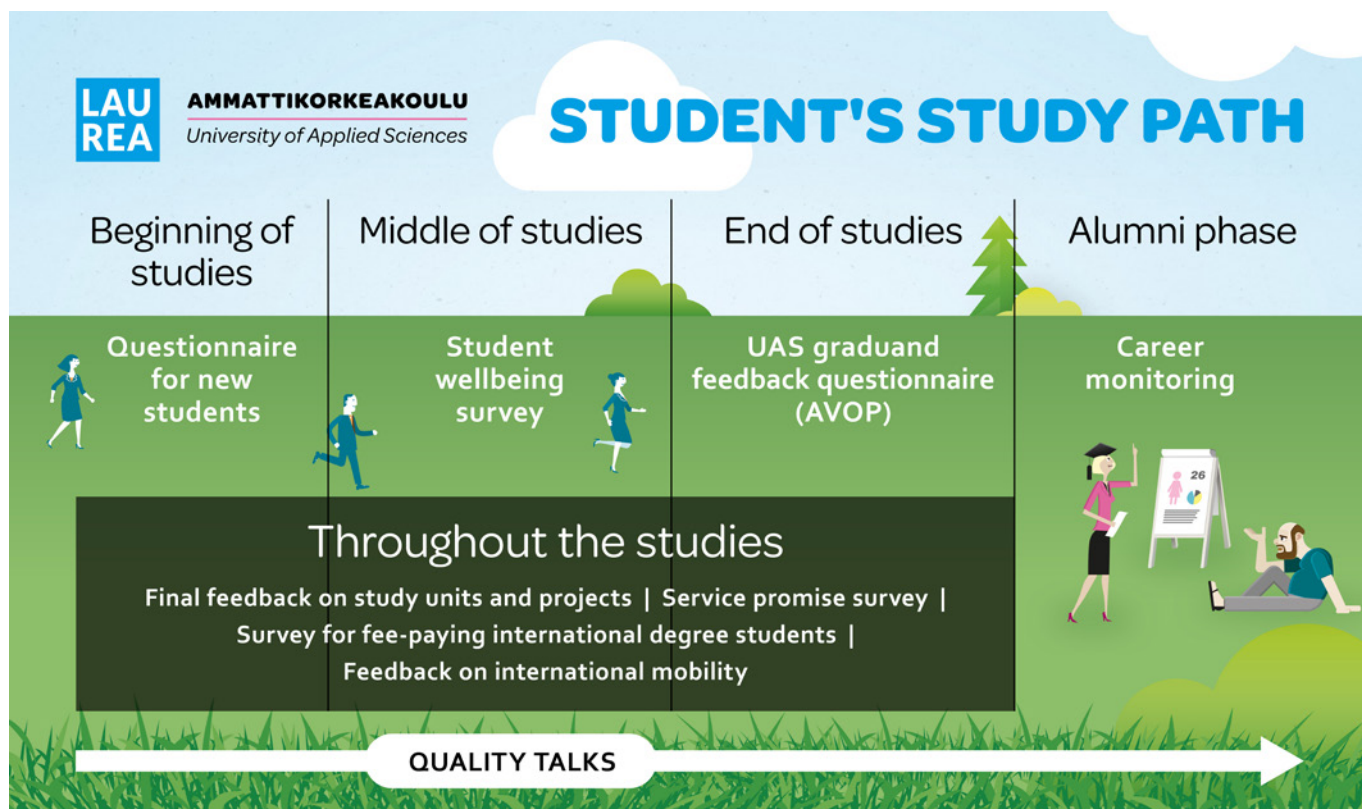 LAU
REA
AMMATTIKORKEAKOULU
University of Applied Sciences
STUDENT'S STUDY PATH
Beginning of
studies
Middle of studies
End of studies
Alumni phase
Questionnaire
for new
students
Student
wellbeing
survey
UAS graduand
feedback questionnaire
(AVOP)
Career
monitoring
26
Throughout the studies
Final feedback on study units and projects | Service promise survey |
Survey for fee-paying international degree students |
Feedback on international mobility
QUALITY TALKS